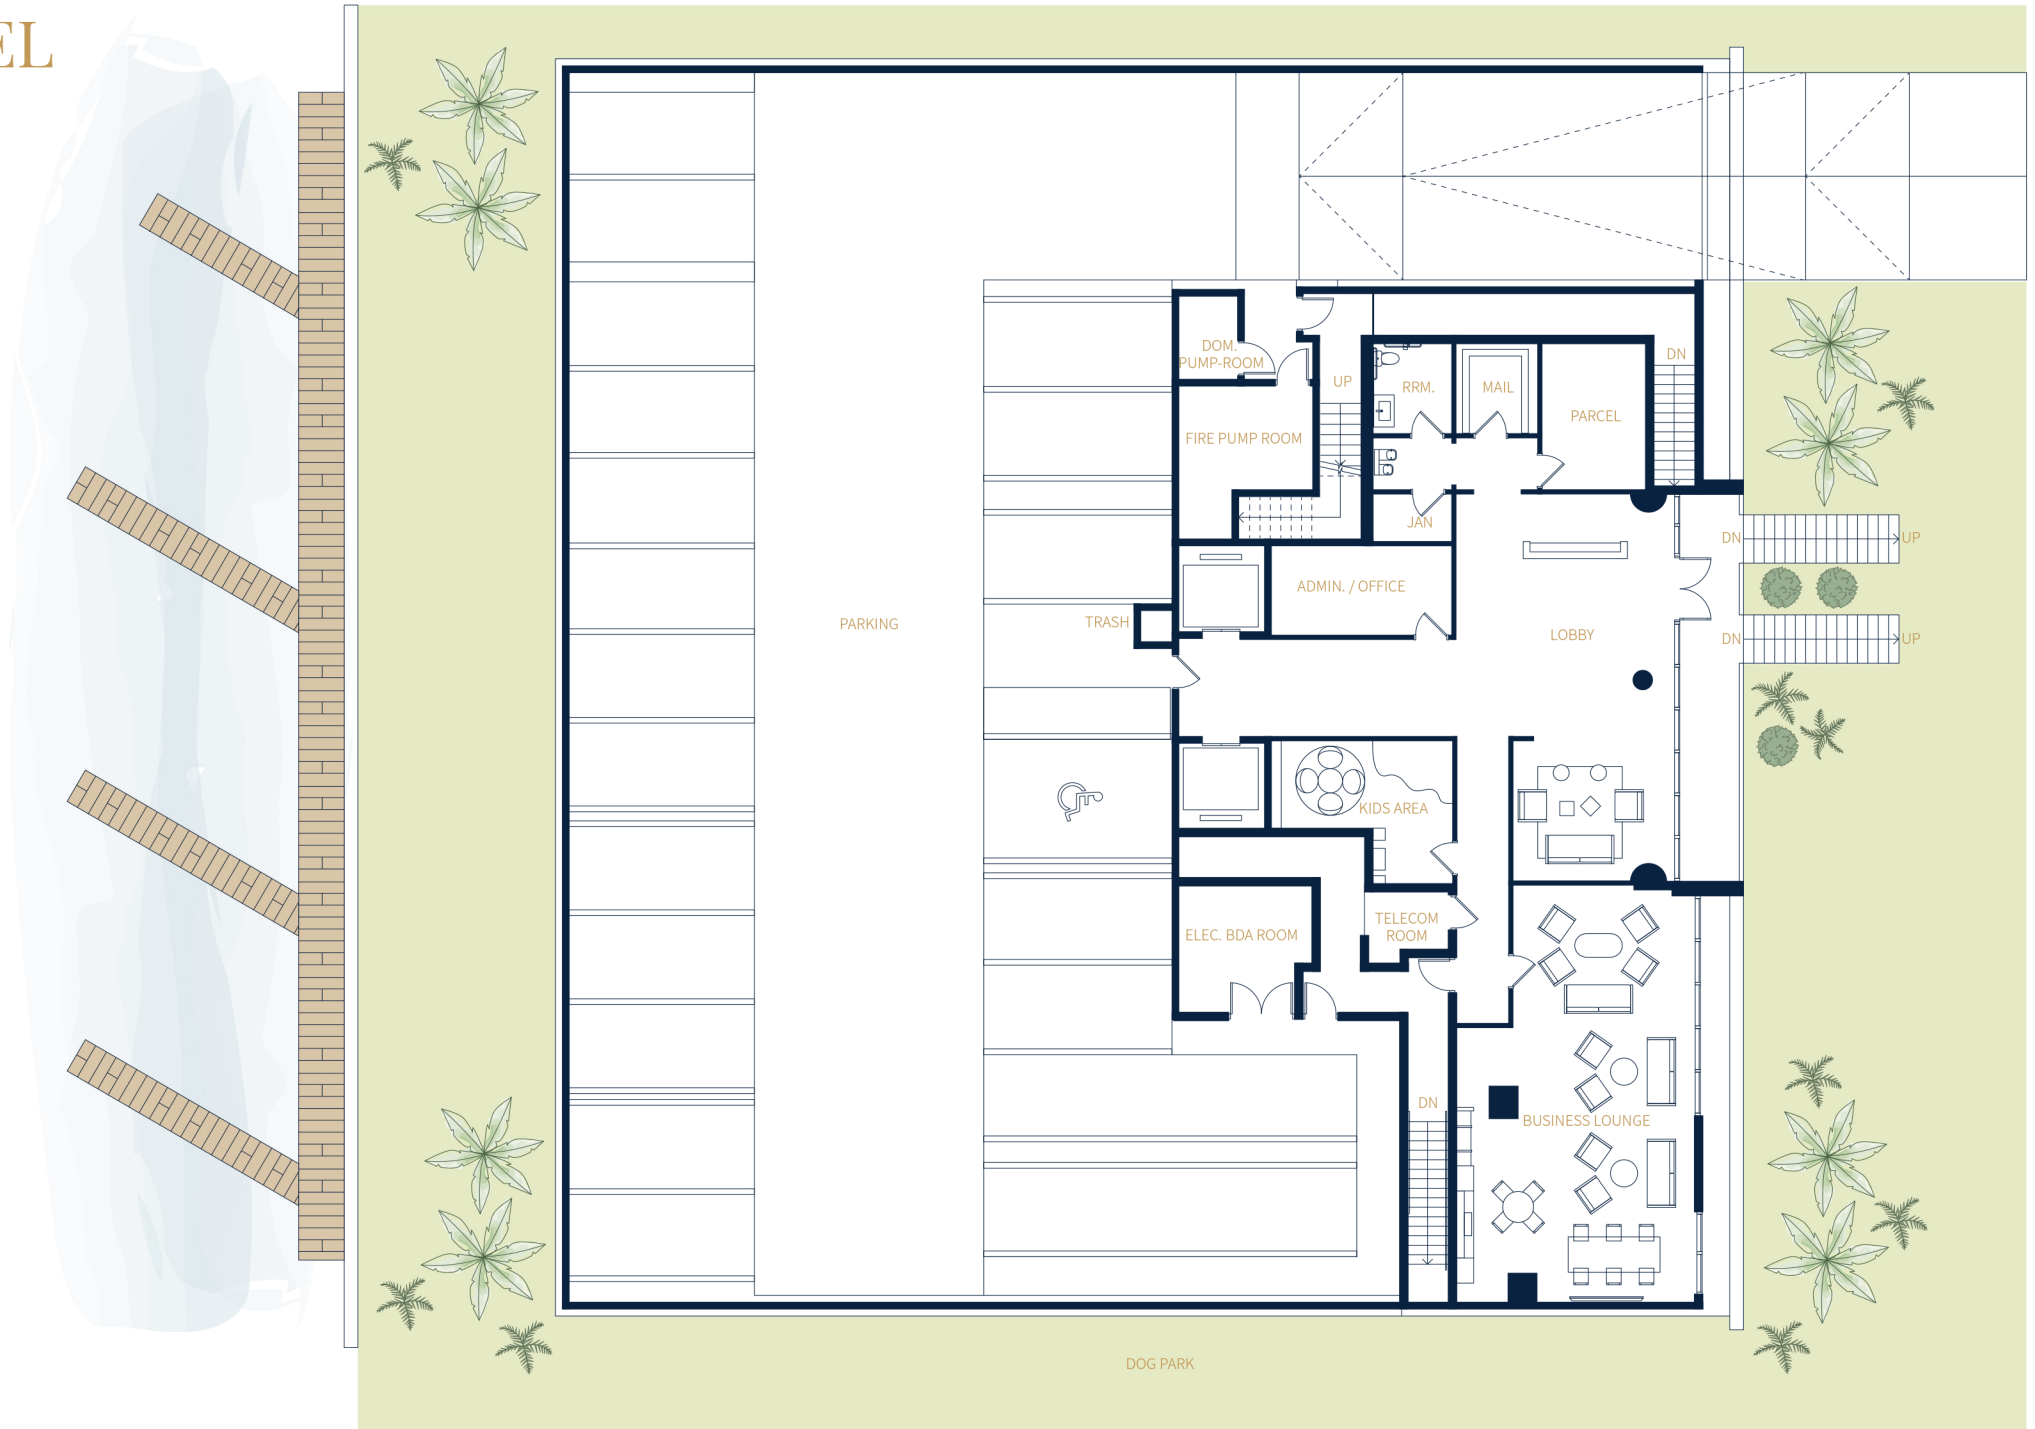 EL
DOM.
PUMP-ROOM
UP
RRM.
MAIL
DN
PARCEL
FIRE PUMP ROOM
JAN
DN
UP
ADMIN. / OFFICE
TRASH
PARKING
LOBBY
DN
UP
KIDS AREA
TELECOM
ROOM
ELEC. BDA ROOM
DN
BUSINESS LOUNGE
DOG PARK